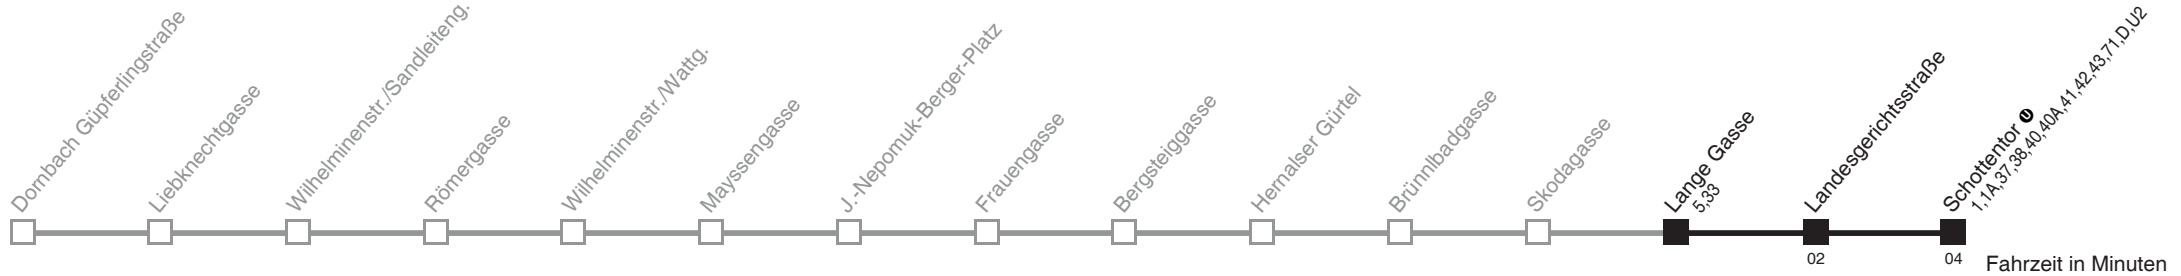 Dornbach Güpferlingstraße
Liebknechtgasse
Wilhelminenstr./Sandleiteng.
Römergasse
Wilhelminenstr./Wattg.
Mayssengasse
J.-Nepomuk-Berger-Platz
Frauengasse
Bergsteiggasse
Hernalser Gürtel
Brünnlbadgasse
Skodagasse
Lange Gasse
5,33
Landesgerichtsstraße
Schottentor U
1,1A,37,38,40,40A,41,42,43,71,D,U2
02
04
Fahrzeit in Minuten